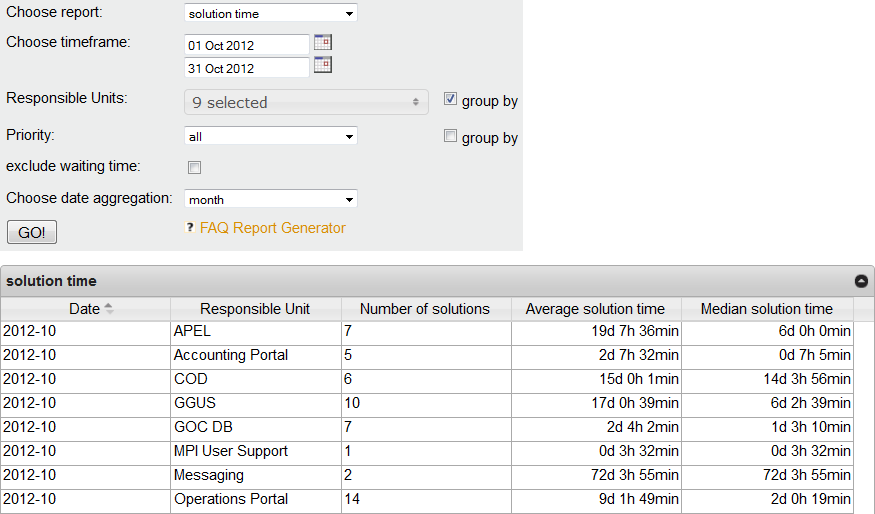 Choose report: solution time
Choose timeframe: 01 Oct 2012
31 Oct 2012
Responsible Units: 9 selected group by
Priority: all group by
exclude waiting time:
Choose date aggregation: month
GO! ? FAQ Report Generator
solution time
Date Responsible Unit Number of solutions Average solution time Median solution time
2012-10 APEL 7 19d 7h 36min 6d 0h 0min
2012-10 Accounting Portal 5 2d 7h 32min 0d 7h 5min
2012-10 COD 6 15d 0h 1min 14d 3h 56min
2012-10 GGUS 10 17d 0h 39min 6d 2h 39min
2012-10 GOC DB 7 2d 4h 2min 1d 3h 10min
2012-10 MPI User Support 1 0d 3h 32min 0d 3h 32min
2012-10 Messaging 2 72d 3h 55min 72d 3h 55min
2012-10 Operations Portal 14 9d 1h 49min 2d 0h 19min